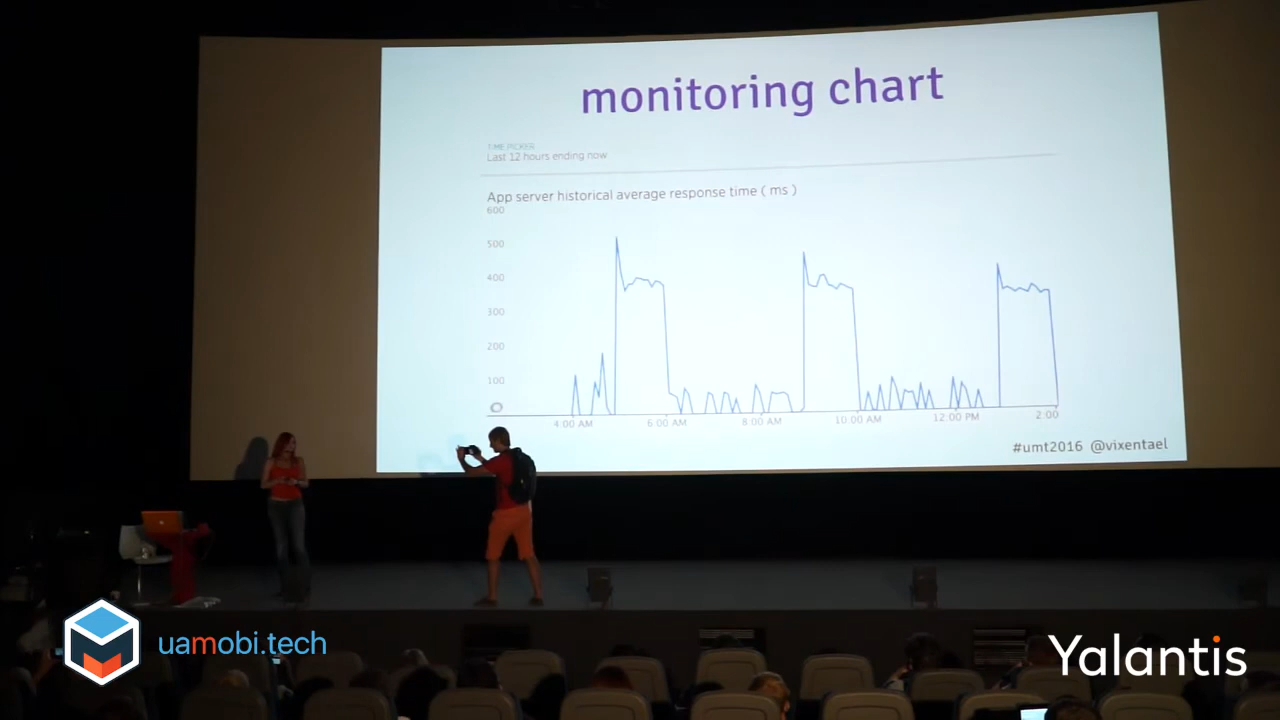 monitoring chart
TIME PICKER
Last 12 hours ending now
App server historical average response time ( ms )
600
500
400
300
200
100
0
4:00 AM 6:00 AM 8:00 AM 10:00 AM 12:00 PM 2:00
#umt2016 @vixentael
uamobi.tech
Yalantis